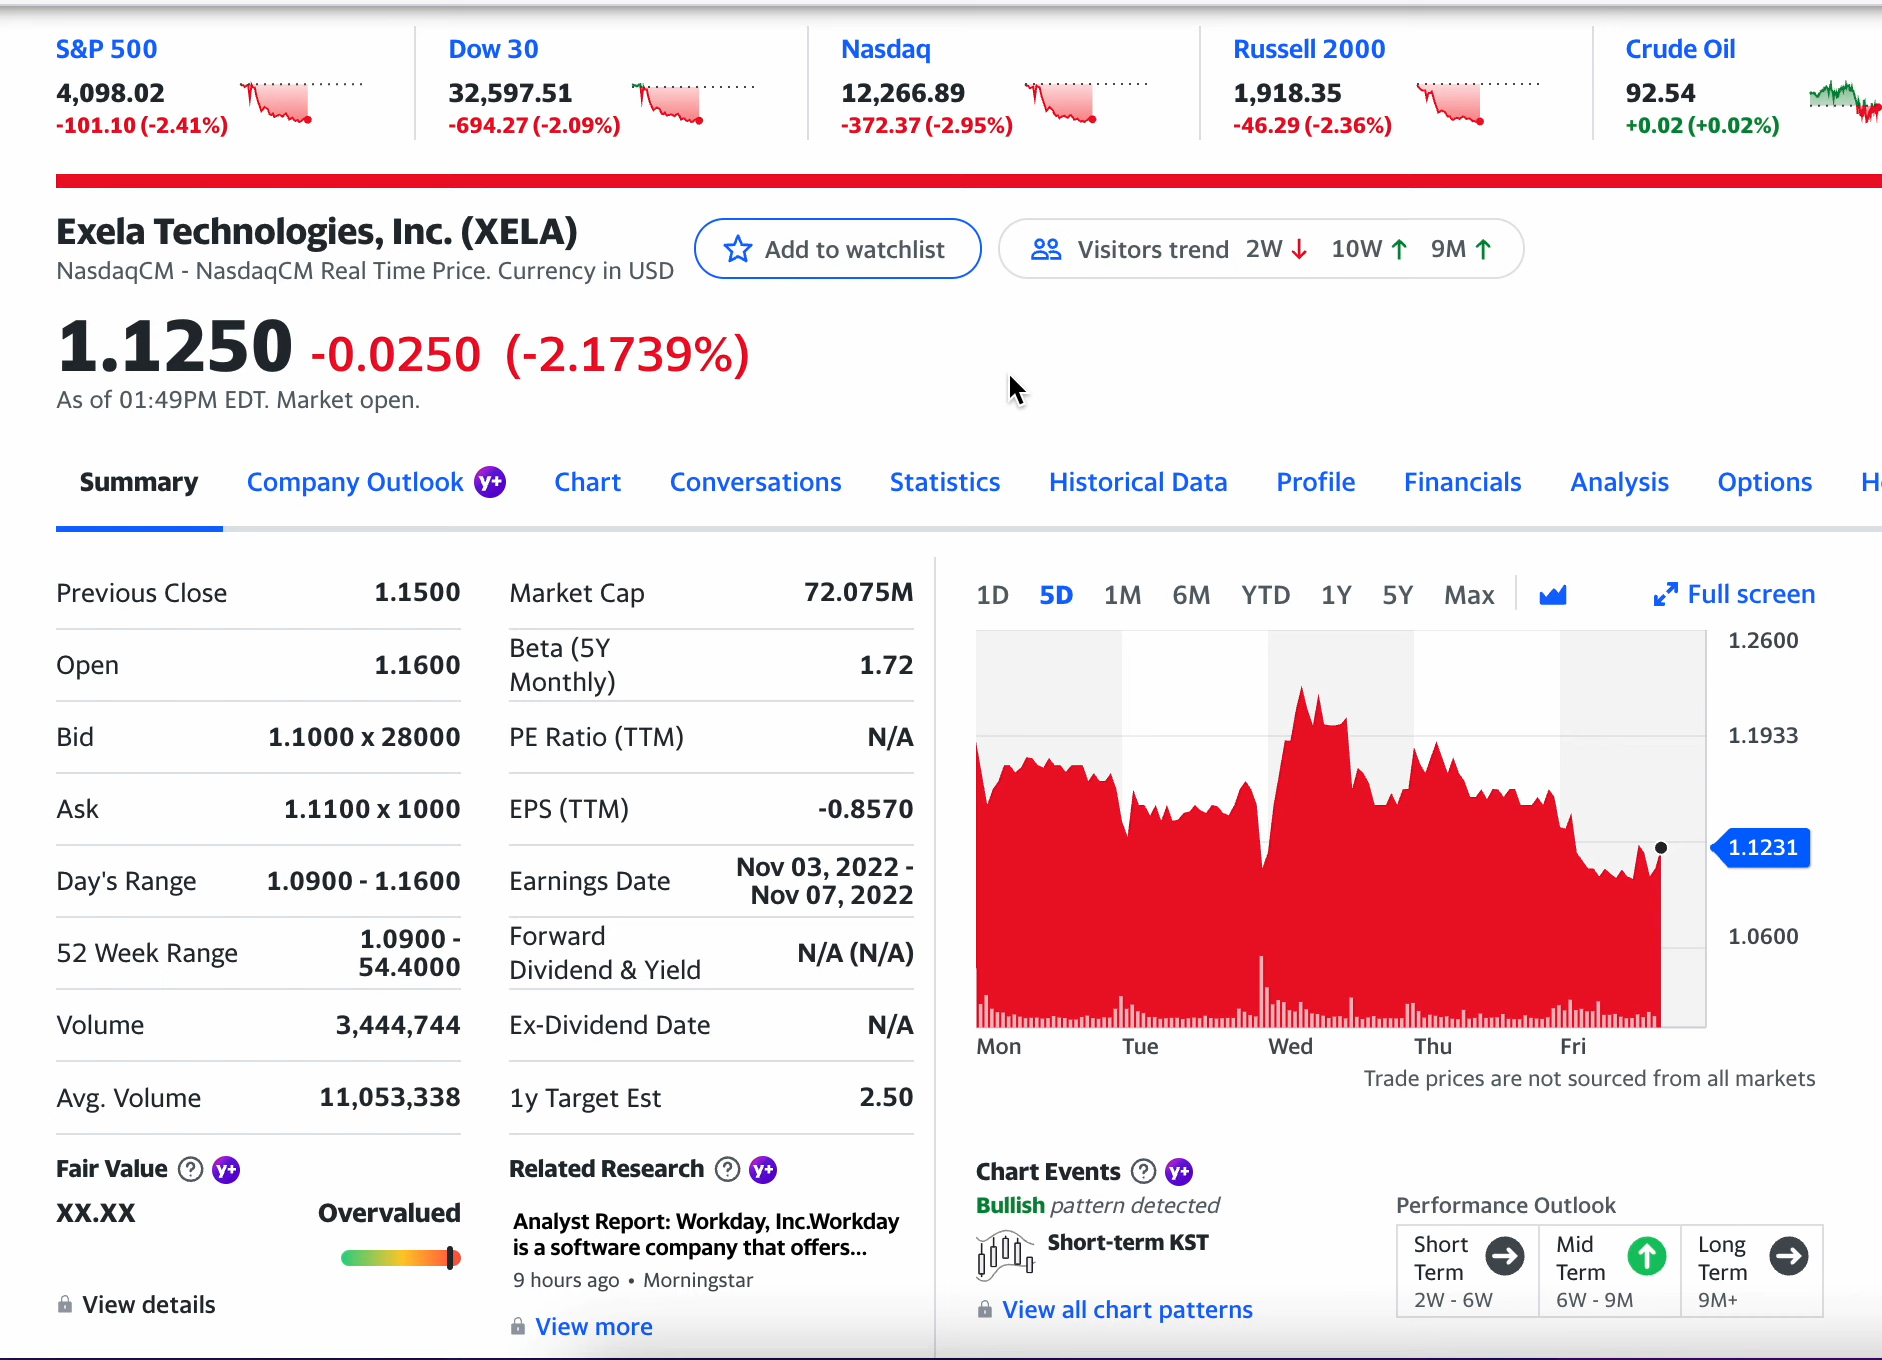 S&P 500
4,098.02
-101.10 (-2.41%)
Dow 30
32,597.51
-694.27 (-2.09%)
Nasdaq
12,266.89
-372.37 (-2.95%)
Russell 2000
1,918.35
-46.29 (-2.36%)
Crude Oil
92.54
+0.02 (+0.02%)
Exela Technologies, Inc. (XELA)
NasdaqCM - NasdaqCM Real Time Price. Currency in USD
Add to watchlist
Visitors trend 2W 10W 9M
1.1250 -0.0250 (-2.1739%)
As of 01:49PM EDT. Market open.
Summary Company Outlook y+ Chart Conversations Statistics Historical Data Profile Financials Analysis Options
Previous Close 1.1500
Open 1.1600
Bid 1.1000 x 28000
Ask 1.1100 x 1000
Day's Range 1.0900 - 1.1600
52 Week Range 1.0900 -
54.4000
Volume 3,444,744
Avg. Volume 11,053,338
Market Cap 72.075M
Beta (5Y
Monthly) 1.72
PE Ratio (TTM) N/A
EPS (TTM) -0.8570
Earnings Date Nov 03, 2022 -
Nov 07, 2022
Forward
Dividend & Yield N/A (N/A)
Ex-Dividend Date N/A
1y Target Est 2.50
1D 5D 1M 6M YTD 1Y 5Y Max
Full screen
1.2600
1.1933
1.1231
1.0600
Mon Tue Wed Thu Fri
Trade prices are not sourced from all markets
Fair Value ? y+
XX.XX Overvalued
View details
Related Research ? y+
Analyst Report: Workday, Inc.Workday
is a software company that offers...
9 hours ago • Morningstar
View more
Chart Events ? y+
Bullish pattern detected
Short-term KST
View all chart patterns
Performance Outlook
Short
Term
2W - 6W
Mid
Term
6W - 9M
Long
Term
9M+